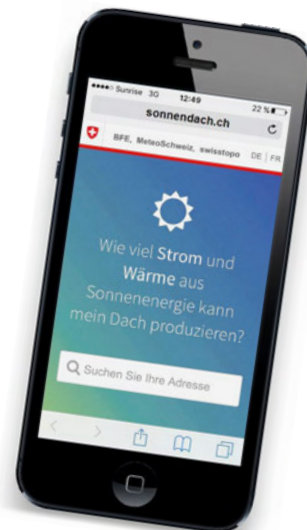 Sunrise 3G 12:49 22 %
sonnendach.ch
BFE, MeteoSchweiz, swisstopo DE | FR
Wie viel Strom und
Wärme aus
Sonnenenergie kann
mein Dach produzieren?
Suchen Sie Ihre Adresse